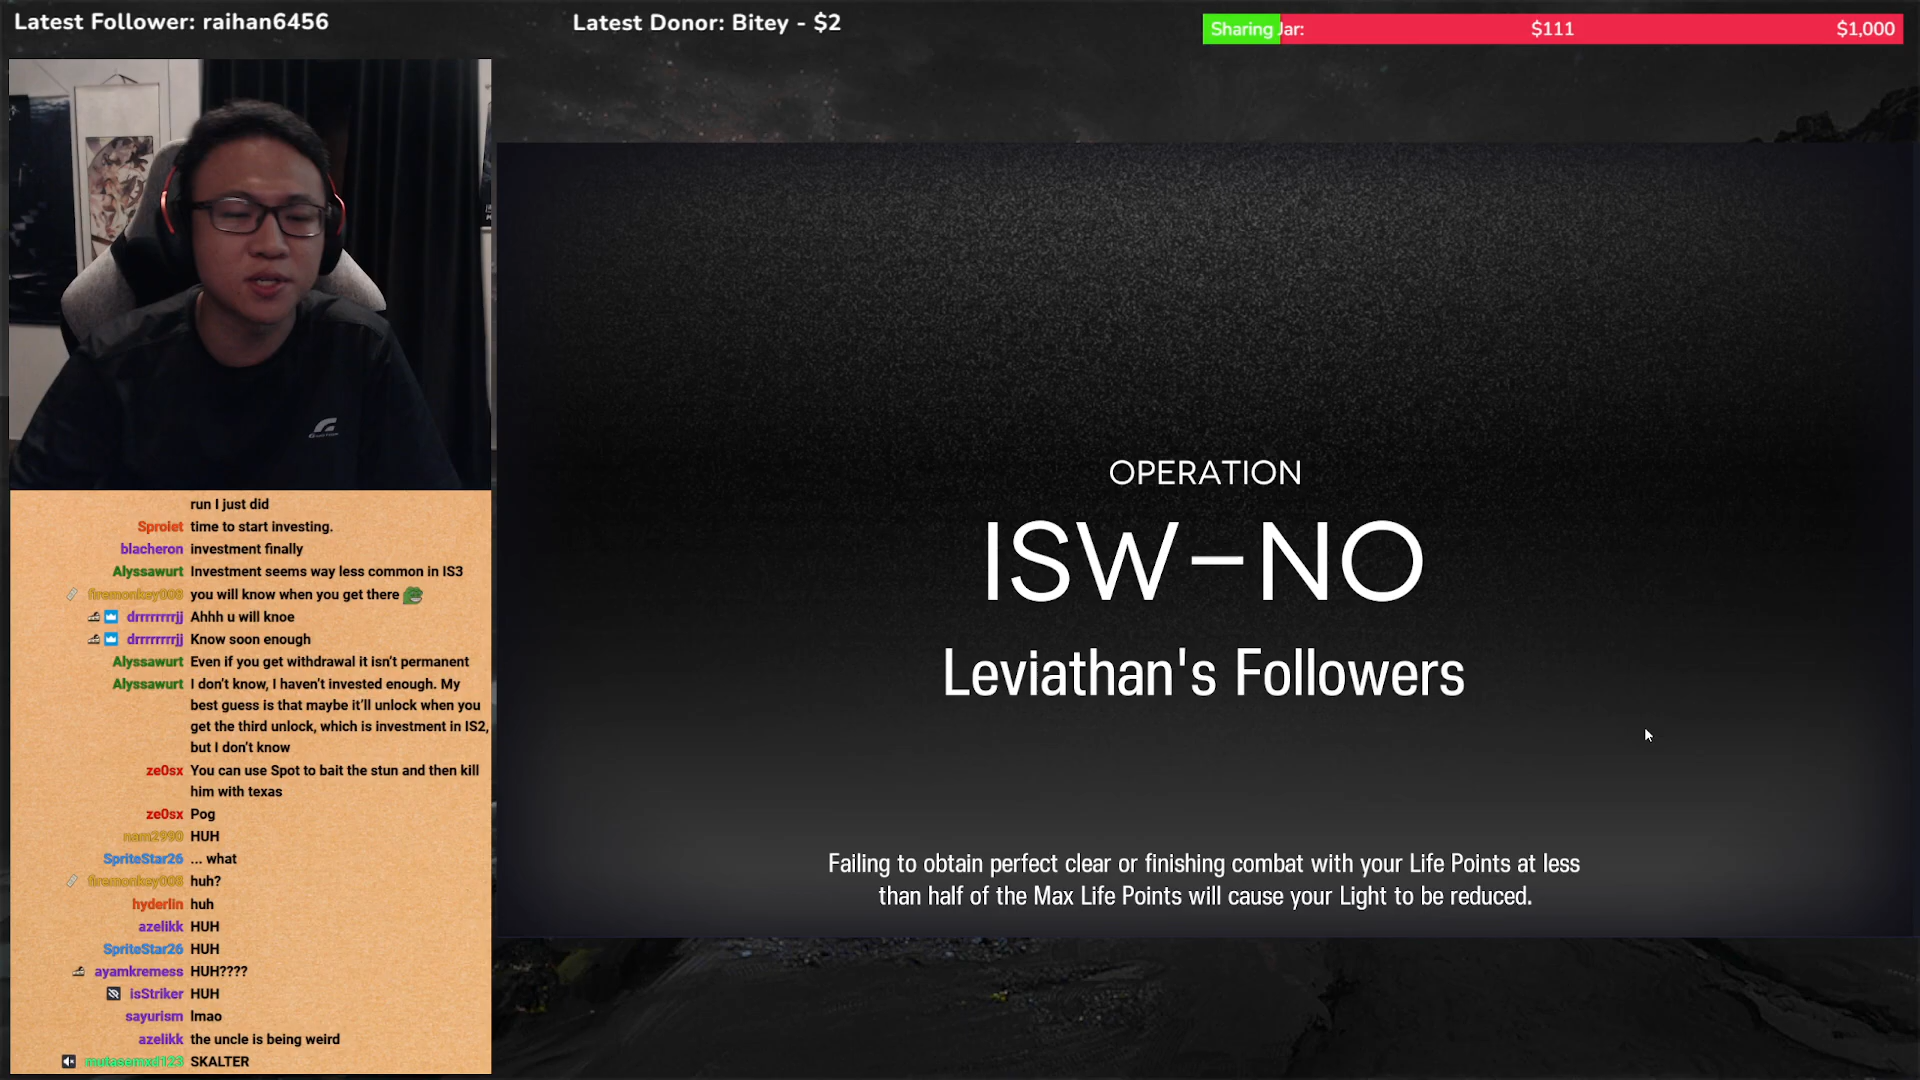 Latest Follower: raihan6456
Latest Donor: Bitey - $2
Sharing Jar: $111 $1,000
run I just did
Sprolet time to start investing.
blacheron investment finally
Alyssawurt Investment seems way less common in IS3
firemonkey008 you will know when you get there
drrrrrrrrjj Ahhh u will knoe
drrrrrrrrjj Know soon enough
Alyssawurt Even if you get withdrawal it isn't permanent
Alyssawurt I don't know, I haven't invested enough. My
best guess is that maybe it'll unlock when you
get the third unlock, which is investment in IS2,
but I don't know
ze0sx You can use Spot to bait the stun and then kill
him with texas
ze0sx Pog
nam2990 HUH
SpriteStar26 ... what
firemonkey008 huh?
hyderlin huh
azelikk HUH
SpriteStar26 HUH
ayamkremess HUH????
isStriker HUH
sayurism lmao
azelikk the uncle is being weird
mutasemxd123 SKALTER
OPERATION
ISW-NO
Leviathan's Followers
Failing to obtain perfect clear or finishing combat with your Life Points at less
than half of the Max Life Points will cause your Light to be reduced.